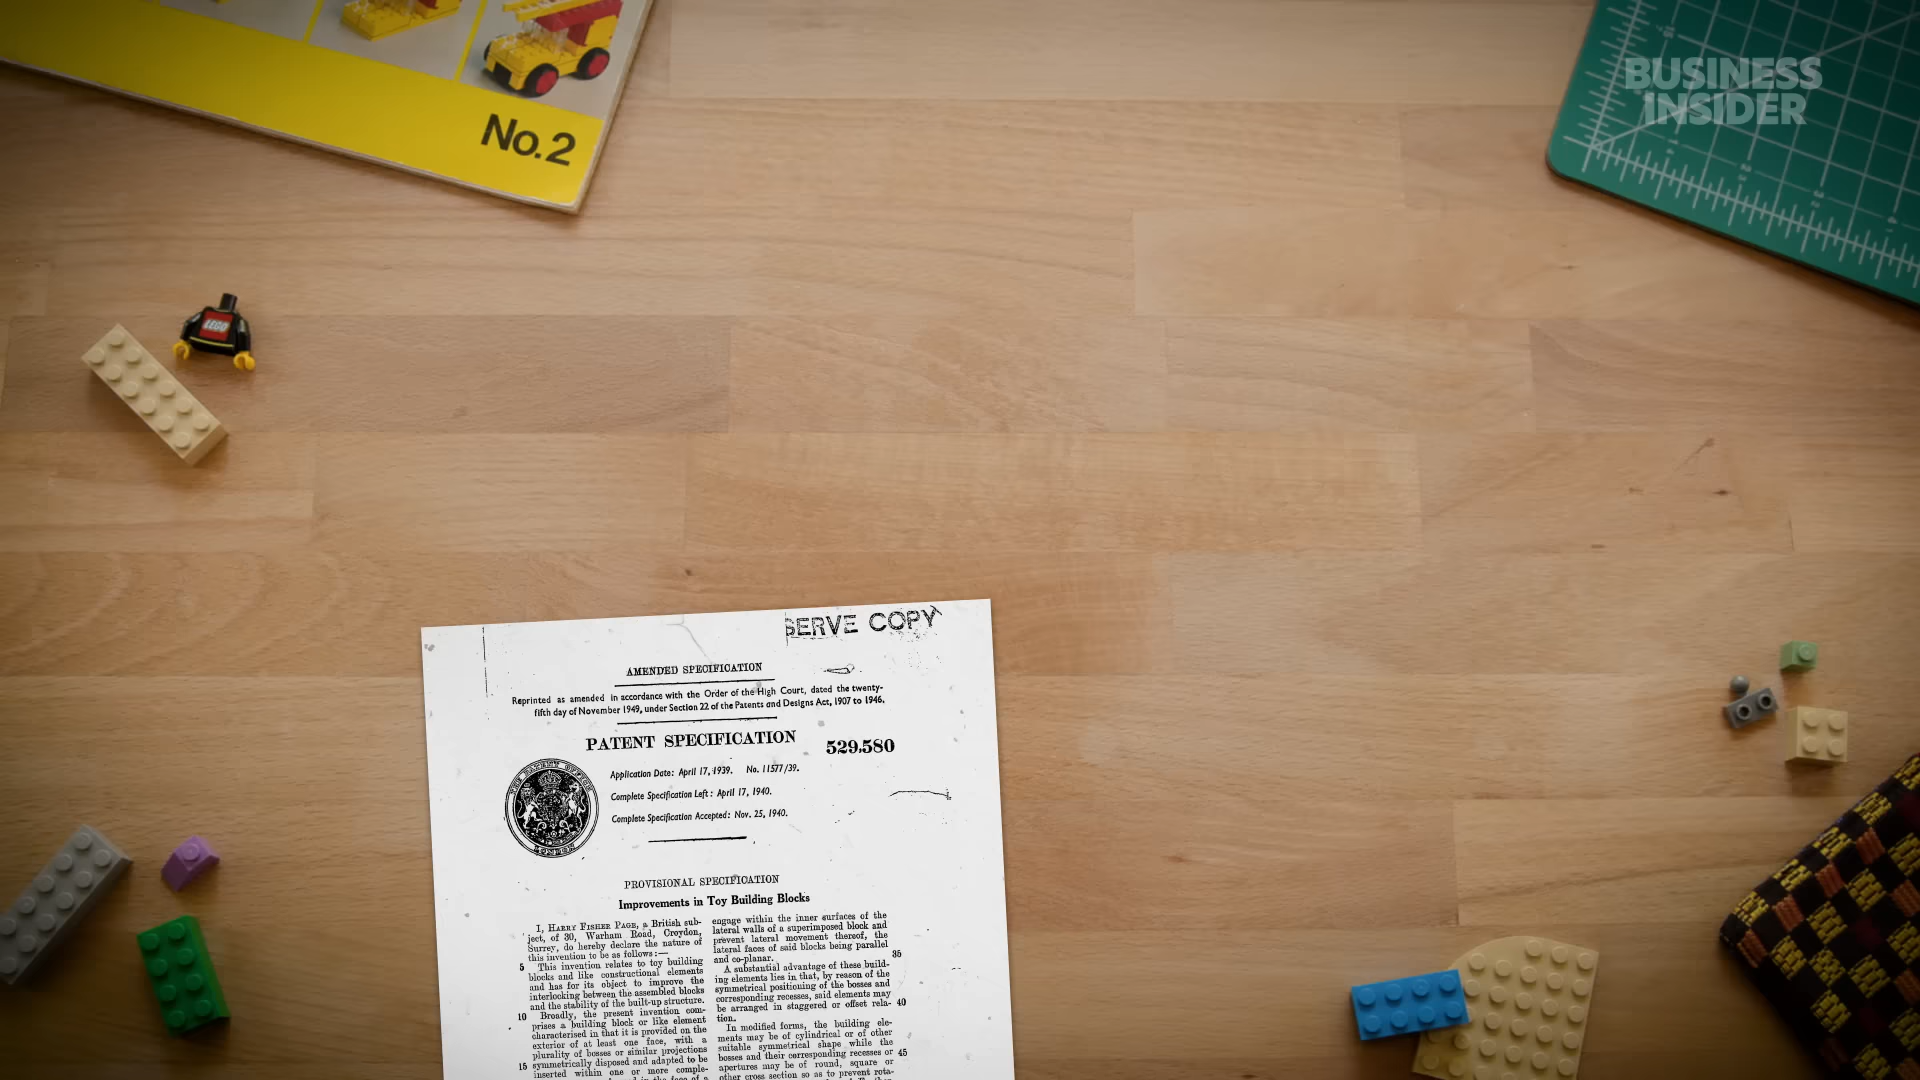 BUSINESS
INSIDER
No.2
LEGO
SERVE COPY
AMENDED SPECIFICATION
Reprinted as amended in accordance with the Order of the High Court, dated the twenty-
fifth day of November 1949, under Section 22 of the Patents and Designs Act, 1907 to 1946.
PATENT SPECIFICATION
529,580
Application Date: April 17, 1939. No. 11577/39.
Complete Specification Left: April 17, 1940.
Complete Specification Accepted: Nov. 25, 1940.
PROVISIONAL SPECIFICATION
Improvements in Toy Building Blocks
I, HARRY FISHER PAGE, a British sub-
ject, of 30, Warham Road, Croydon,
Surrey, do hereby declare the nature of
this invention to be as follows:—
5 This invention relates to toy building
blocks and like constructional elements
and has for its object to improve the
interlocking between the assembled blocks
and the stability of the built-up structure.
10 Broadly, the present invention com-
prises a building block or like element
characterised in that it is provided on the
exterior of at least one face, with a
plurality of bosses or similar projections
15 symmetrically disposed and adapted to be
inserted within one or more comple-
engage within the inner surfaces of the
lateral walls of a superimposed block and
prevent lateral movement thereof, the
lateral faces of said blocks being parallel
and co-planar. 35
A substantial advantage of these build-
ing elements lies in that, by reason of the
symmetrical positioning of the bosses and
corresponding recesses, said elements may
be arranged in staggered or offset rela- 40
tion.
In modified forms, the building ele-
ments may be of cylindrical or of other
suitable symmetrical shape while the
bosses and their corresponding recesses or 45
apertures may be of round, square or
other cross section so as to prevent rota-